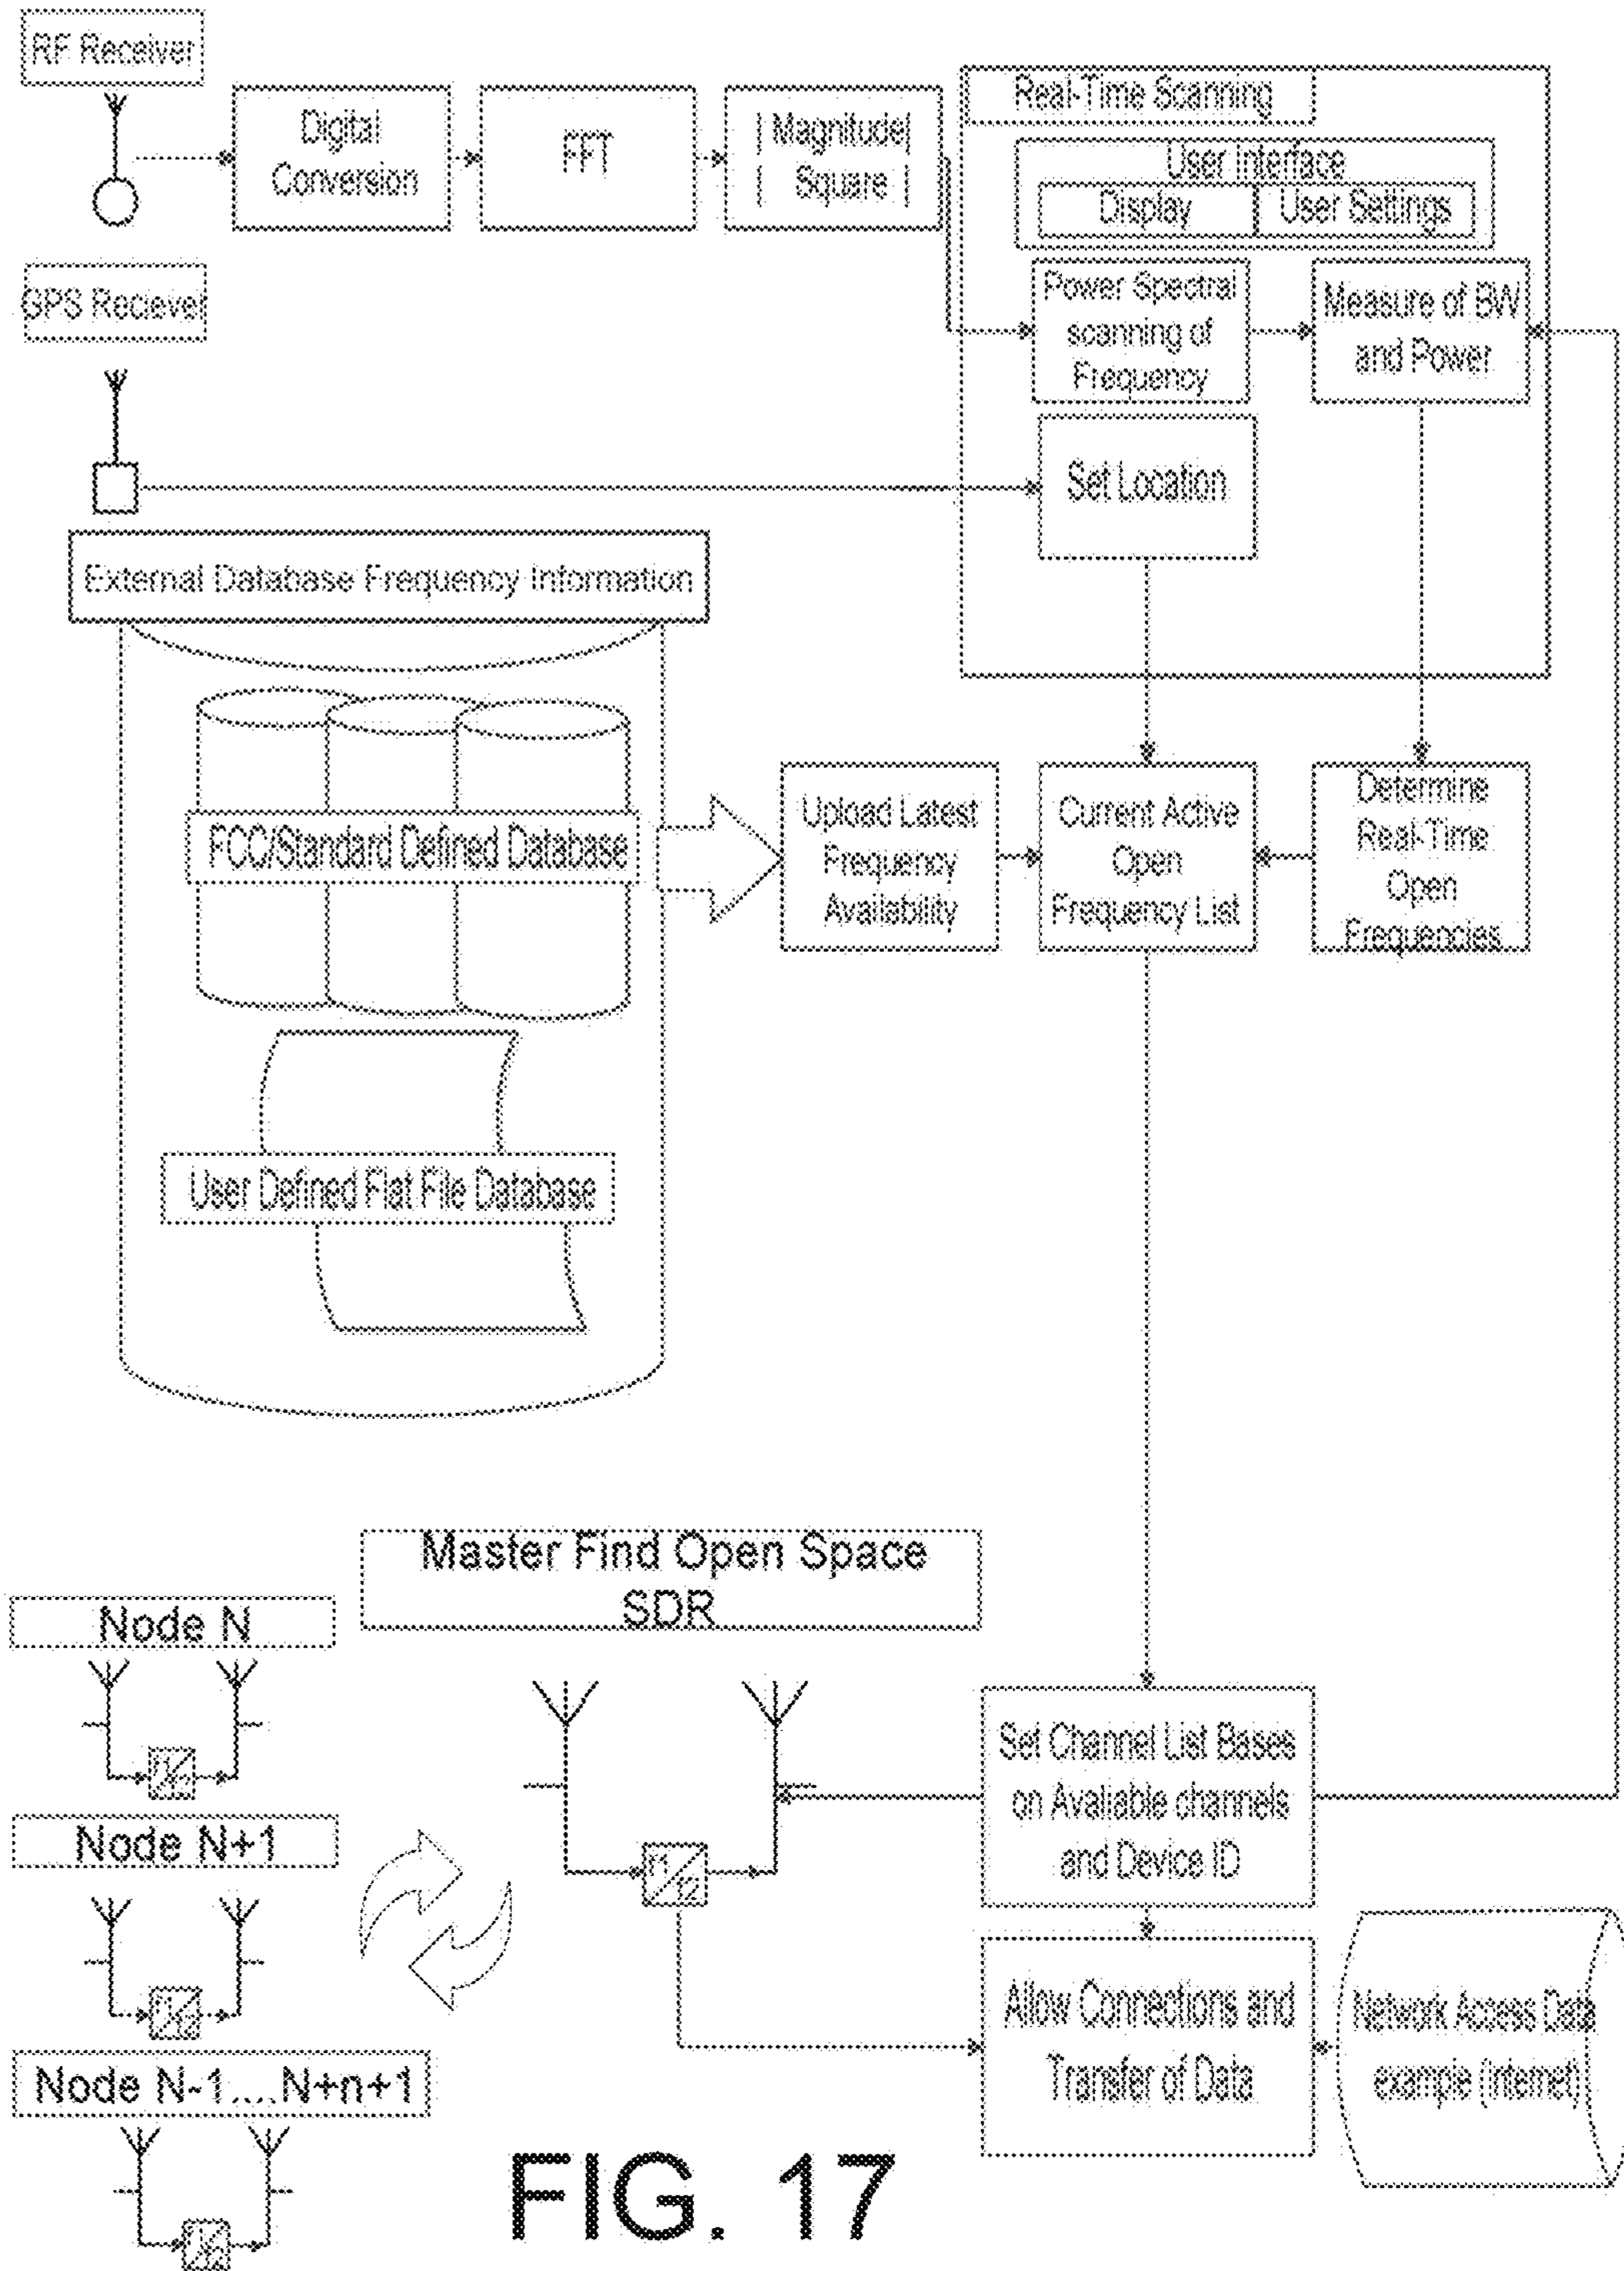 RF Receiver
Digital
Conversion
FFT
| Magnitude|
| Square |
Real-Time Scanning
User Interface
Display
User Settings
GPS Reciever
Power Spectral
scanning of
Frequency
Measure of BW
and Power
Set Location
External Database Frequency Information
FCC/Standard Defined Database
Upload Latest
Frequency
Availability
Current Active
Open
Frequency List
Determine
Real-Time
Open
Frequencies
User Defined Flat File Database
Master Find Open Space
SDR
Node N
Node N+1
Node N-1...N+n+1
f1
f2
Set Channel List Bases
on Avaliable channels
and Device ID
Allow Connections and
Transfer of Data
Network Access Data
example (internet)
FIG. 17